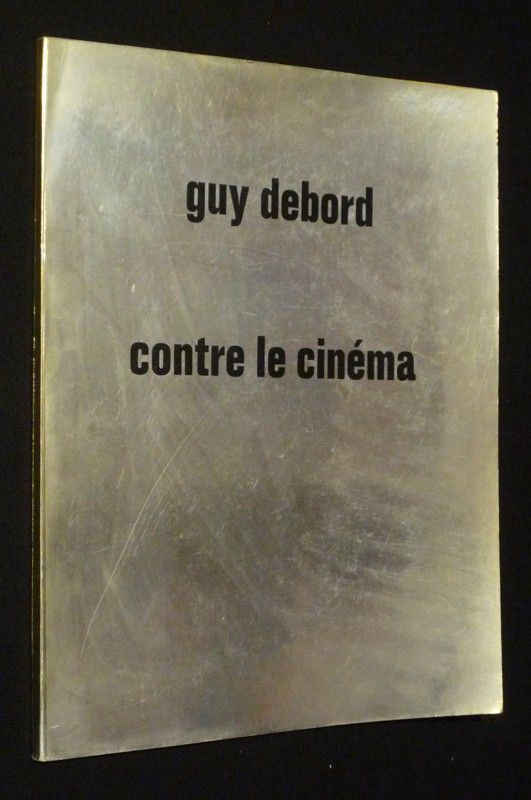 guy debord
contre le cinéma